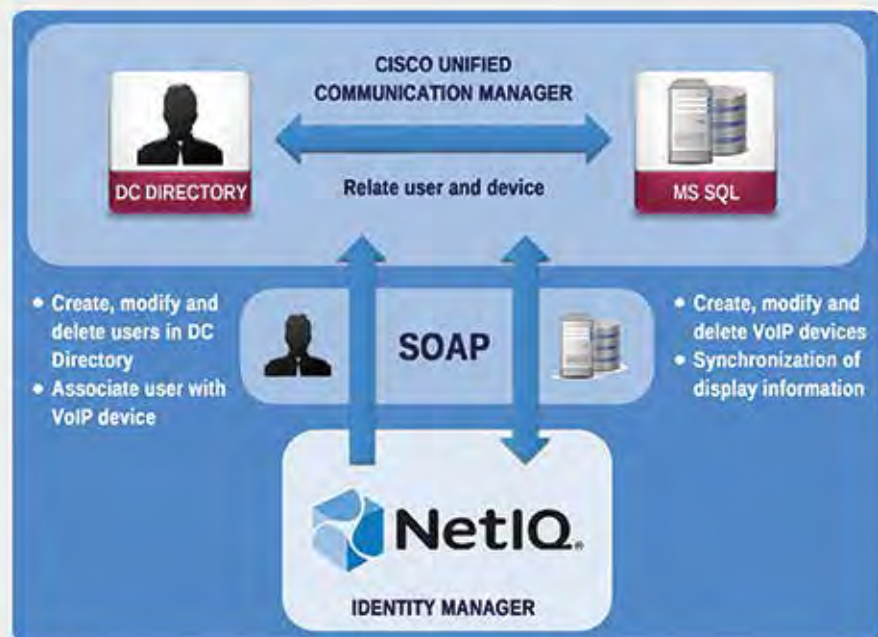 CISCO UNIFIED
COMMUNICATION MANAGER
DC DIRECTORY
Relate user and device
MS SQL
• Create, modify and
delete users in DC
Directory
• Associate user with
VoIP device
SOAP
• Create, modify and
delete VoIP devices
• Synchronization of
display information
NetIQ®
IDENTITY MANAGER